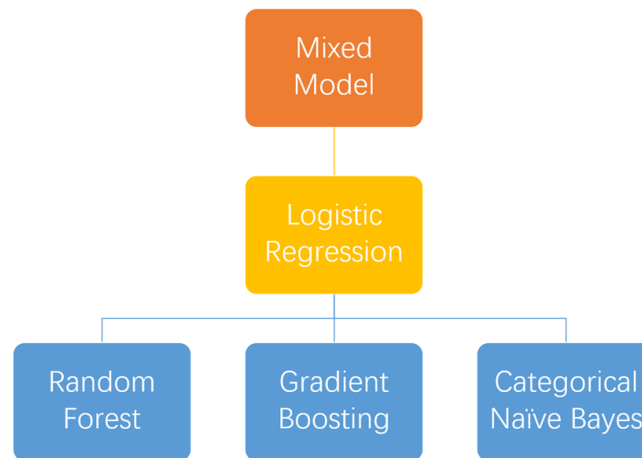 Mixed
Model
Logistic
Regression
Random
Forest
Gradient
Boosting
Categorical
Naïve Bayes